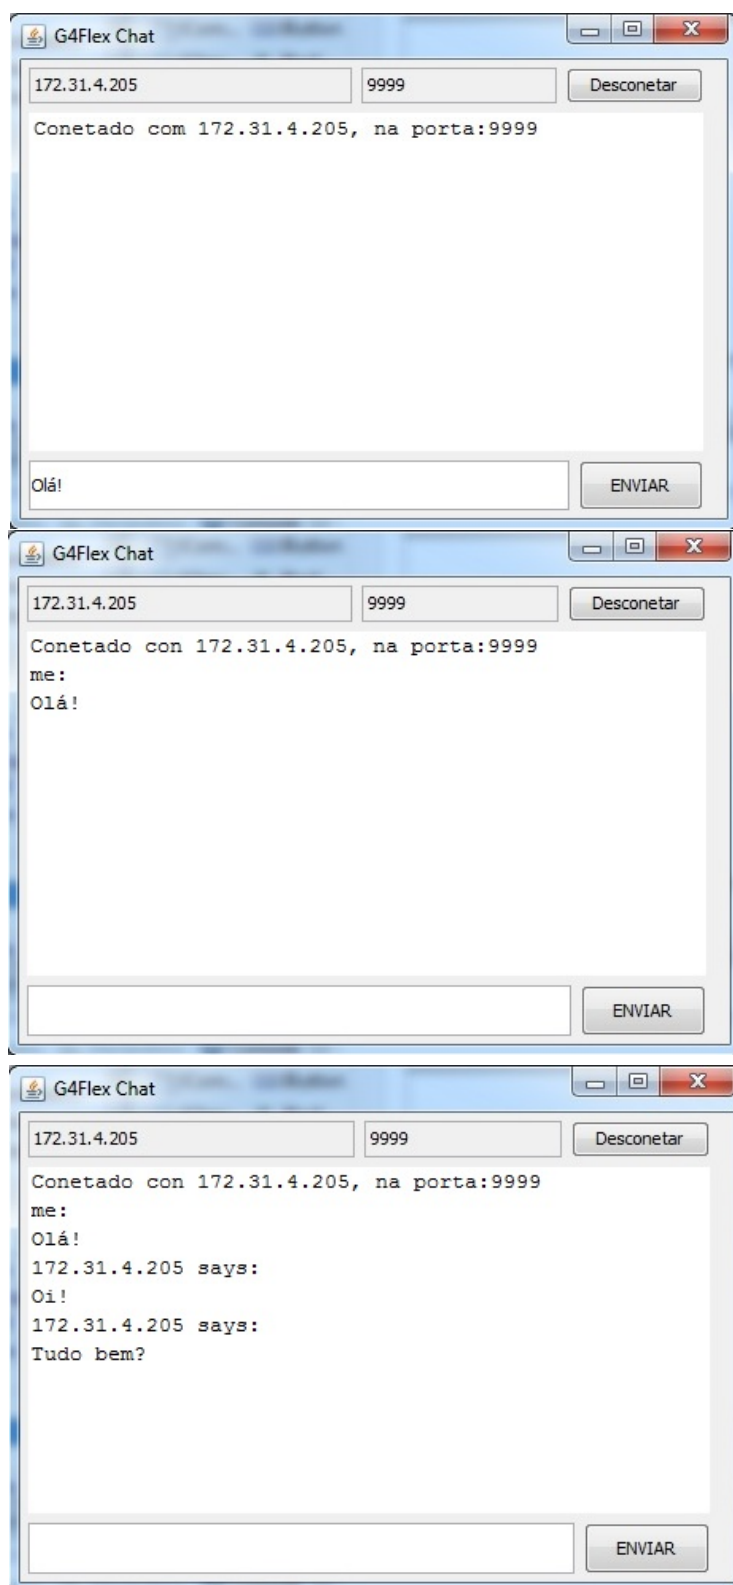 G4Flex Chat
172.31.4.205 9999 Desconetar
Conetado com 172.31.4.205, na porta:9999
Olá! ENVIAR
G4Flex Chat
172.31.4.205 9999 Desconetar
Conetado con 172.31.4.205, na porta:9999
me:
Olá!
ENVIAR
G4Flex Chat
172.31.4.205 9999 Desconetar
Conetado con 172.31.4.205, na porta:9999
me:
Olá!
172.31.4.205 says:
Oi!
172.31.4.205 says:
Tudo bem?
ENVIAR